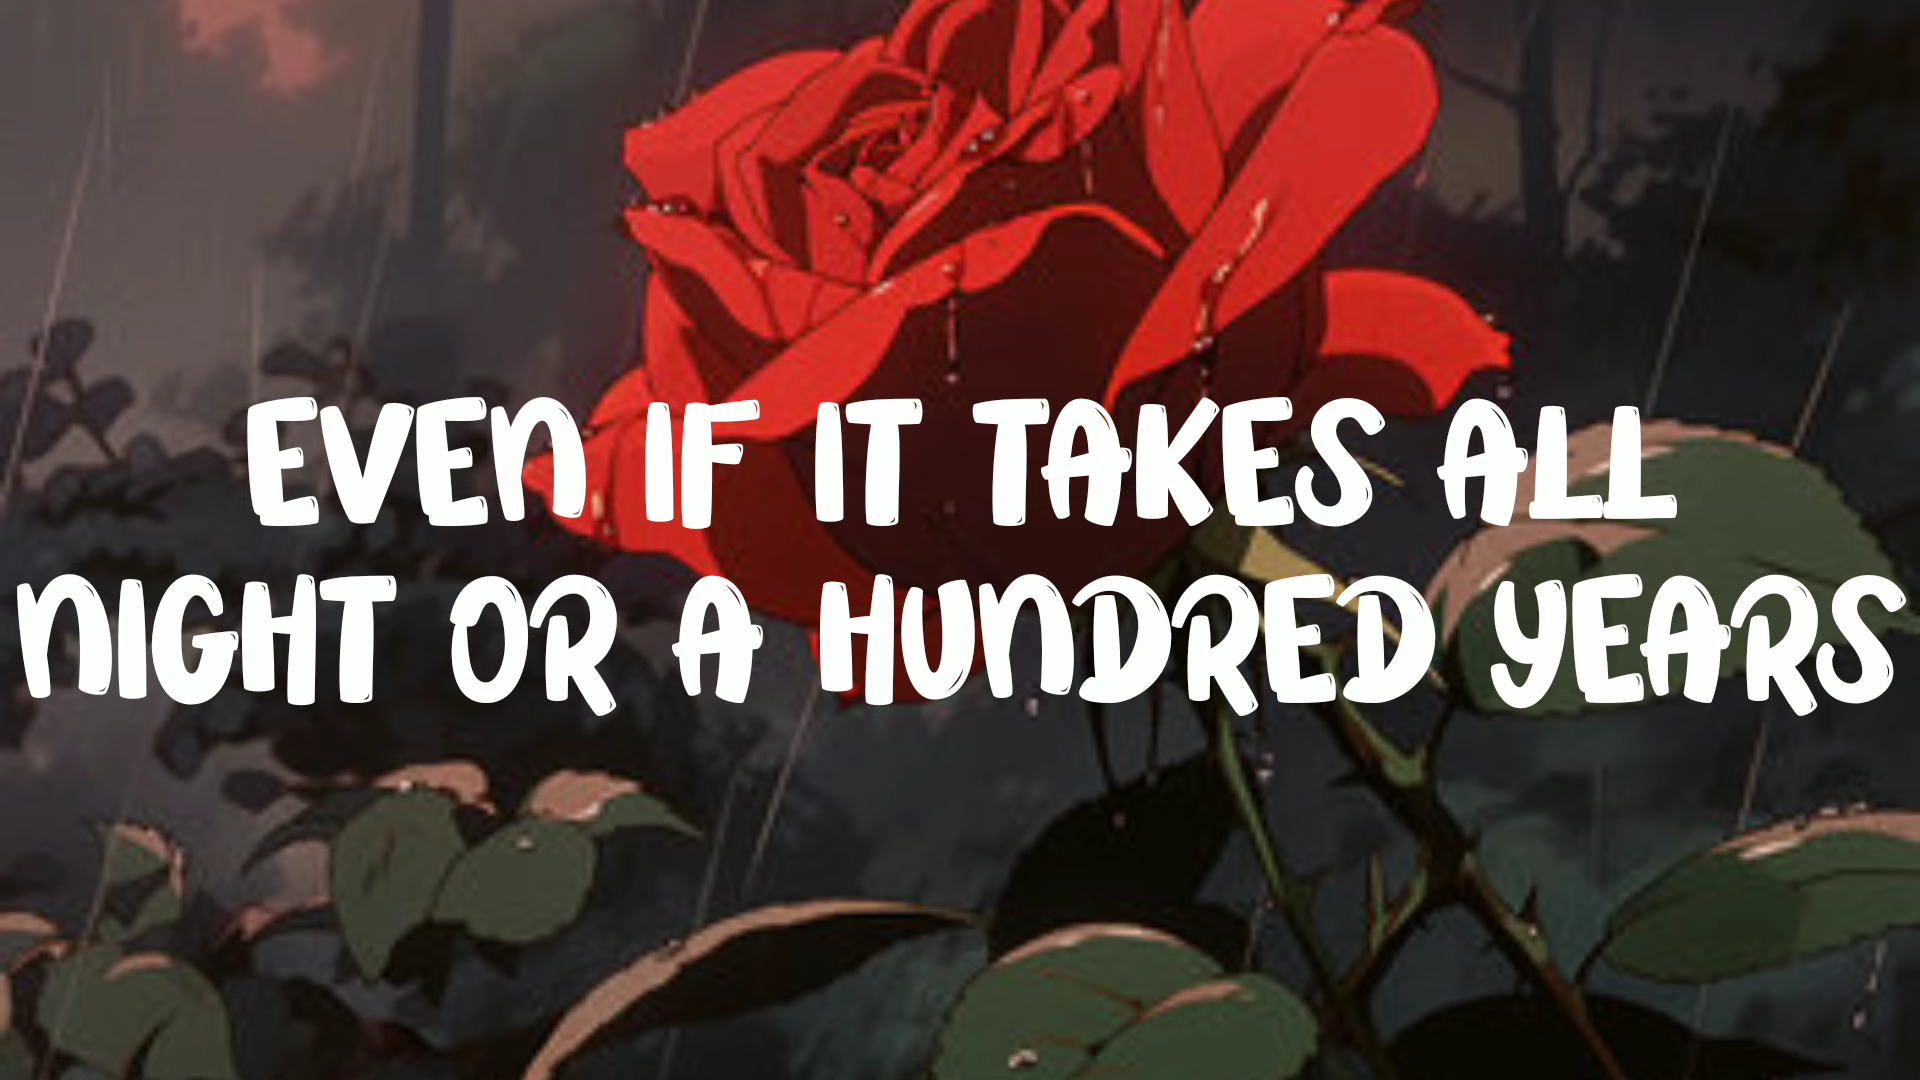 EVEN IF IT TAKES ALL
NIGHT OR A HUNDRED YEARS